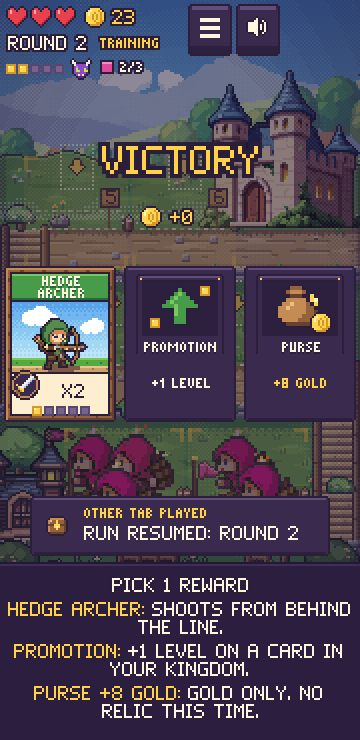 23
ROUND 2 TRAINING
2/3
VICTORY
5
6
+0
HEDGE
ARCHER
X2
PROMOTION
+1 LEVEL
PURSE
+8 GOLD
OTHER TAB PLAYED
RUN RESUMED: ROUND 2
PICK 1 REWARD
HEDGE ARCHER: SHOOTS FROM BEHIND
THE LINE.
PROMOTION: +1 LEVEL ON A CARD IN
YOUR KINGDOM.
PURSE +8 GOLD: GOLD ONLY. NO
RELIC THIS TIME.